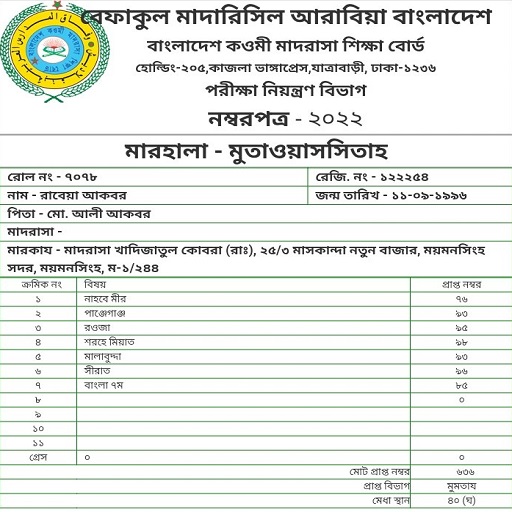 বেফাকুল মাদারিসিল আরাবিয়া বাংলাদেশ
বাংলাদেশ কওমী মাদরাসা শিক্ষা বোর্ড
হোল্ডিং-২০৫,কাজলা ভাঙ্গাপ্রেস,যাত্রাবাড়ী, ঢাকা-১২৩৬
পরীক্ষা নিয়ন্ত্রণ বিভাগ
নম্বরপত্র - ২০২২
মারহালা - মুতাওয়াসসিতাহ
রোল নং - ৭০৭৮ রেজি. নং - ১২২২৫৪
নাম - রাবেয়া আকবর জন্ম তারিখ - ১১-০৯-১৯৯৬
পিতা - মো. আলী আকবর
মাদরাসা -
মারকায - মাদরাসা খাদিজাতুল কোবরা (রাঃ), ২৫/৩ মাসকান্দা নতুন বাজার, ময়মনসিংহ
সদর, ময়মনসিংহ, ম-১/২৪৪
ক্রমিক নং বিষয় প্রাপ্ত নম্বর
১ নাহবে মীর ৭৬
২ পাঞ্জেগাঞ্জ ৯৩
৩ রওজা ৯৫
৪ শরহে মিয়াত ৯৮
৫ মালাবুদ্দা ৯৩
৬ সীরাত ৯৬
৭ বাংলা ৭ম ৮৫
৮ ০
৯
১০
১১
গ্রেস ০ ০
মোট প্রাপ্ত নম্বর ৬৩৬
প্রাপ্ত বিভাগ মুমতায
মেধা স্থান ৪০ (ঘ)